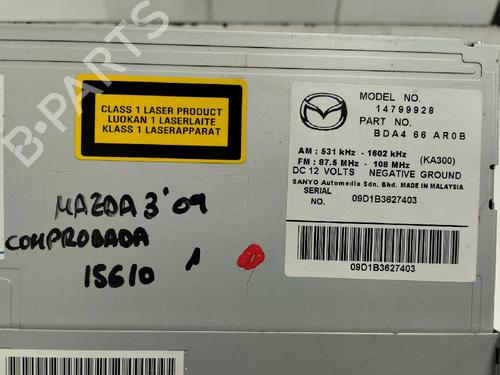 B-PARTS
CLASS 1 LASER PRODUCT
LUOKAN 1 LASERLAITE
KLASS 1 LASERAPPARAT
MODEL NO.
14799928
PART NO.
BDA4 66 AR0B
AM : 531 kHz - 1602 kHz
FM : 87.5 MHz - 108 MHz (KA300)
DC 12 VOLTS NEGATIVE GROUND
SANYO Automedia Sdn. Bhd. MADE IN MALAYSIA
SERIAL
NO. 09D1B3627403
09D1B3627403
MAZDA 3 '09
COMPROBADA
15610 1